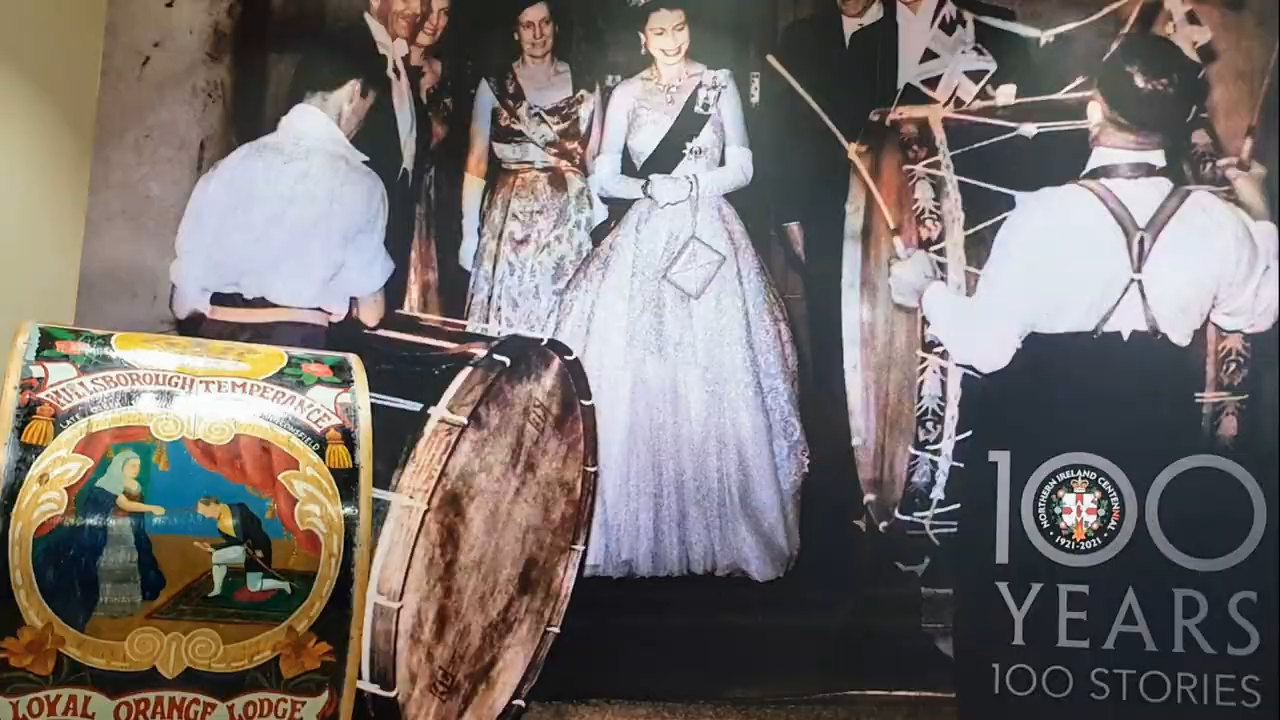 HILLSBOROUGH TEMPERANCE
LOYAL ORANGE LODGE
100
NORTHERN IRELAND CENTENNIAL
• 1921-2021 •
YEARS
100 STORIES